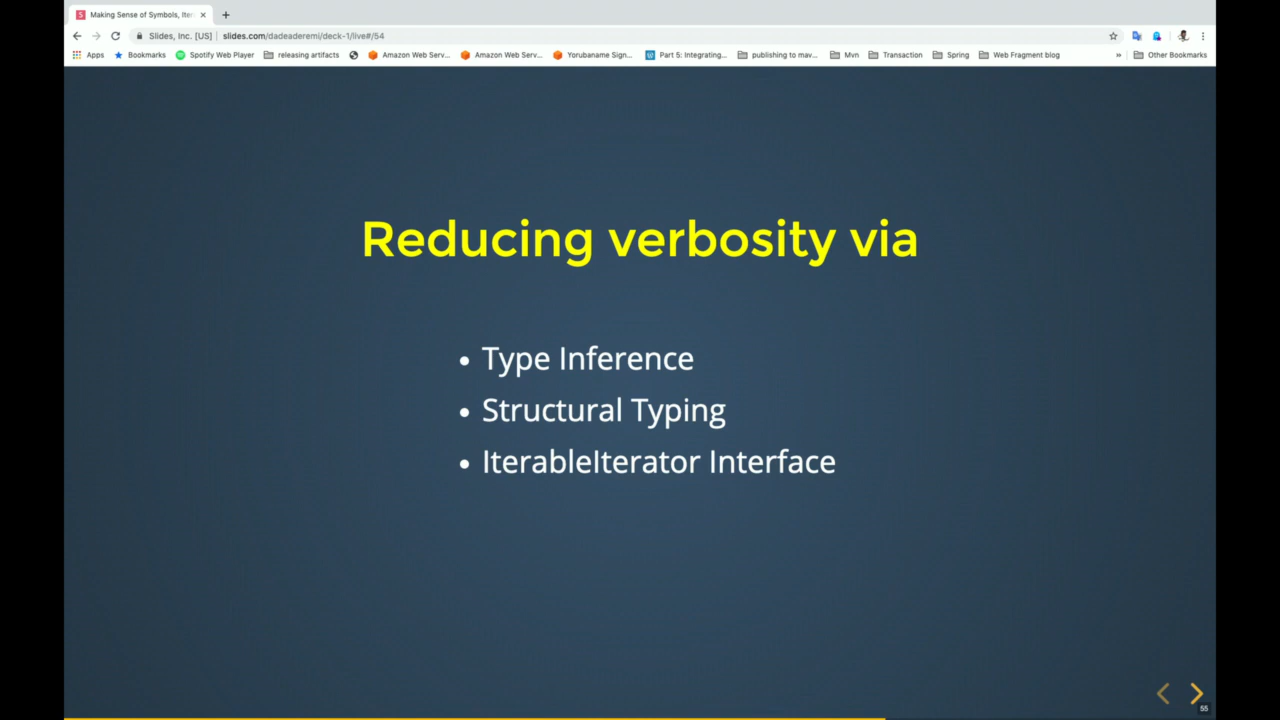 Making Sense of Symbols, Iter
Slides, Inc. [US] slides.com/dadeaderemi/deck-1/live#/54
Apps Bookmarks Spotify Web Player releasing artifacts Amazon Web Serv... Amazon Web Serv... Yorubaname Sign... Part 5: Integrating... publishing to mav... Mvn Transaction Spring Web Fragment blog » Other Bookmarks
Reducing verbosity via
• Type Inference
• Structural Typing
• IterableIterator Interface
55